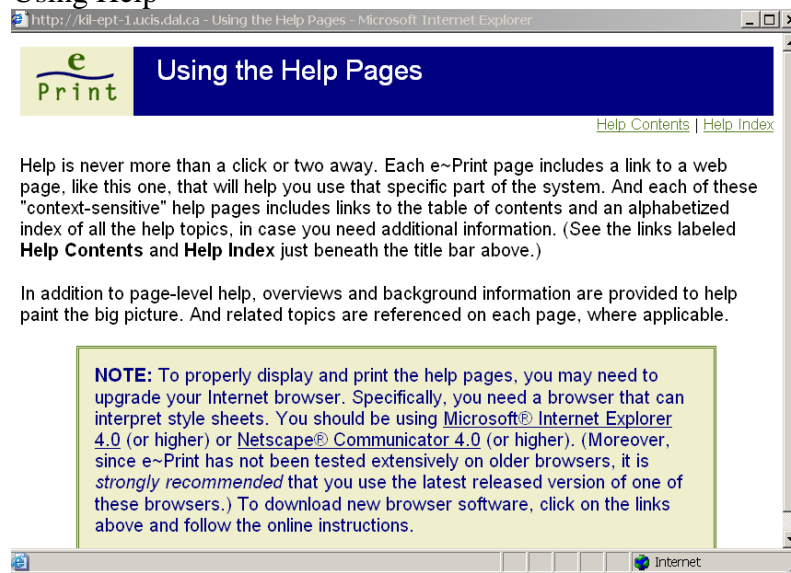 Using Help
http://kil-ept-1.ucis.dal.ca - Using the Help Pages - Microsoft Internet Explorer
e
Print
Using the Help Pages
Help Contents | Help Index
Help is never more than a click or two away. Each e~Print page includes a link to a web
page, like this one, that will help you use that specific part of the system. And each of these
"context-sensitive" help pages includes links to the table of contents and an alphabetized
index of all the help topics, in case you need additional information. (See the links labeled
Help Contents and Help Index just beneath the title bar above.)
In addition to page-level help, overviews and background information are provided to help
paint the big picture. And related topics are referenced on each page, where applicable.
NOTE: To properly display and print the help pages, you may need to
upgrade your Internet browser. Specifically, you need a browser that can
interpret style sheets. You should be using Microsoft® Internet Explorer
4.0 (or higher) or Netscape® Communicator 4.0 (or higher). (Moreover,
since e~Print has not been tested extensively on older browsers, it is
strongly recommended that you use the latest released version of one of
these browsers.) To download new browser software, click on the links
above and follow the online instructions.
Internet